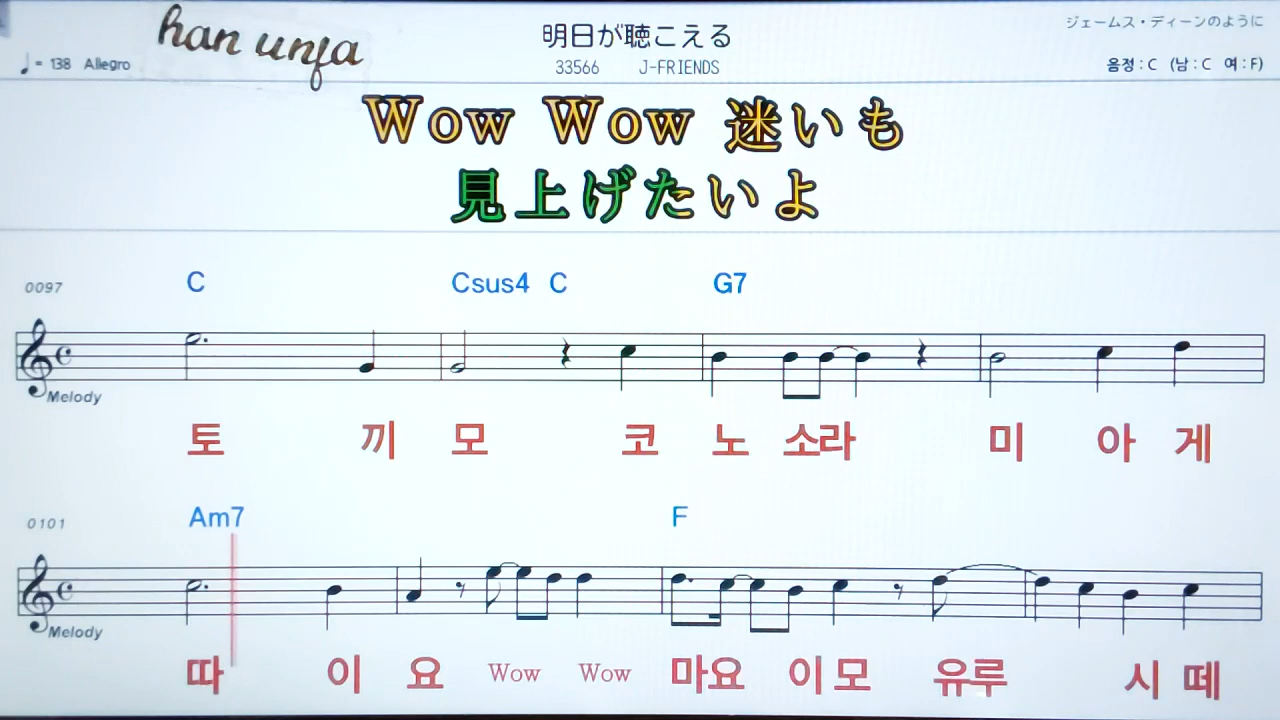 han unja
明日が聴こえる
ジェームス・ディーンのように
♩= 138 Allegro
33566 J-FRIENDS
음정:C (남:C 여:F)
Wow Wow 迷いも
見上げたいよ
0097
C Csus4 C G7
Melody
토 끼 모 코 노 소라 미 아 게
0101
Am7 F
Melody
따 이 요 Wow Wow 마요 이 모 유루 시 떼